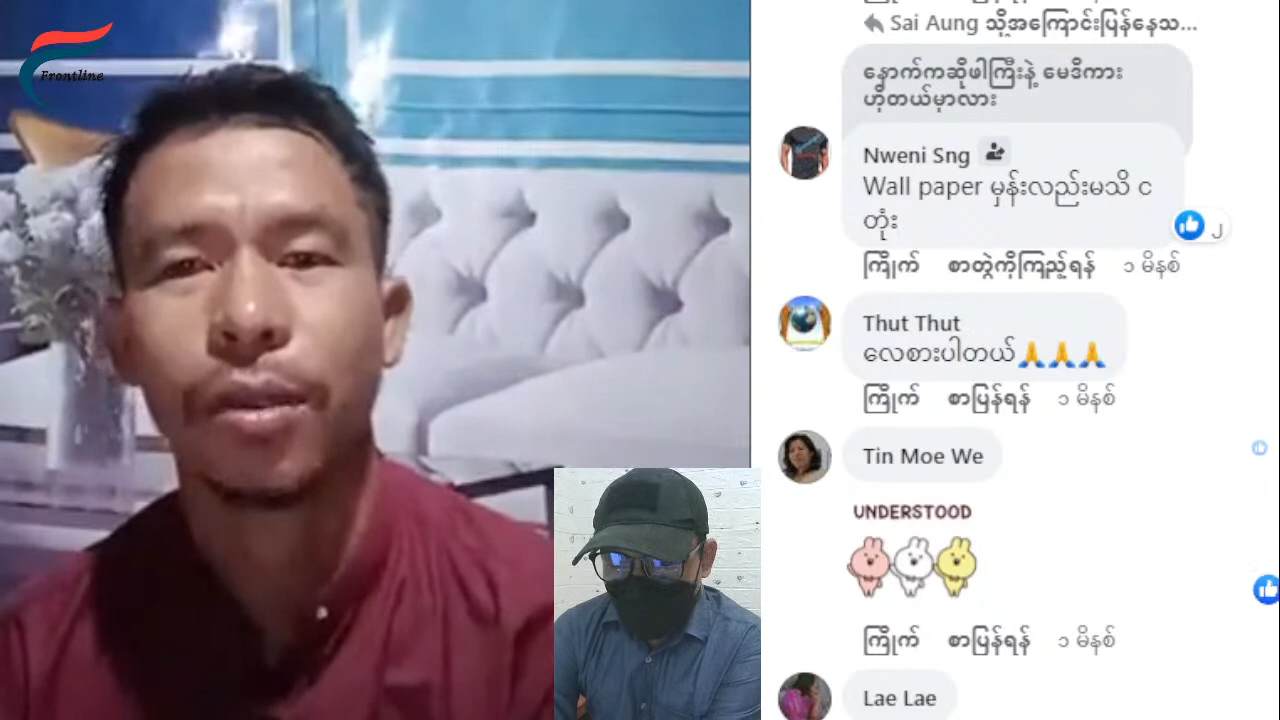 Frontline
Sai Aung သို့အကြောင်းပြန်နေသ...
နောက်ကဆိုဖါကြီးနဲ့ မေဒီကား
ဟိုတယ်မှာလား
Nweni Sng
Wall paper မှန်းလည်းမသိ င
တုံး
၂
ကြိုက် စာတွဲကိုကြည့်ရန် ၁ မိနစ်
Thut Thut
လေစားပါတယ်🙏🙏🙏
ကြိုက် စာပြန်ရန် ၁ မိနစ်
Tin Moe We
UNDERSTOOD
ကြိုက် စာပြန်ရန် ၁ မိနစ်
Lae Lae